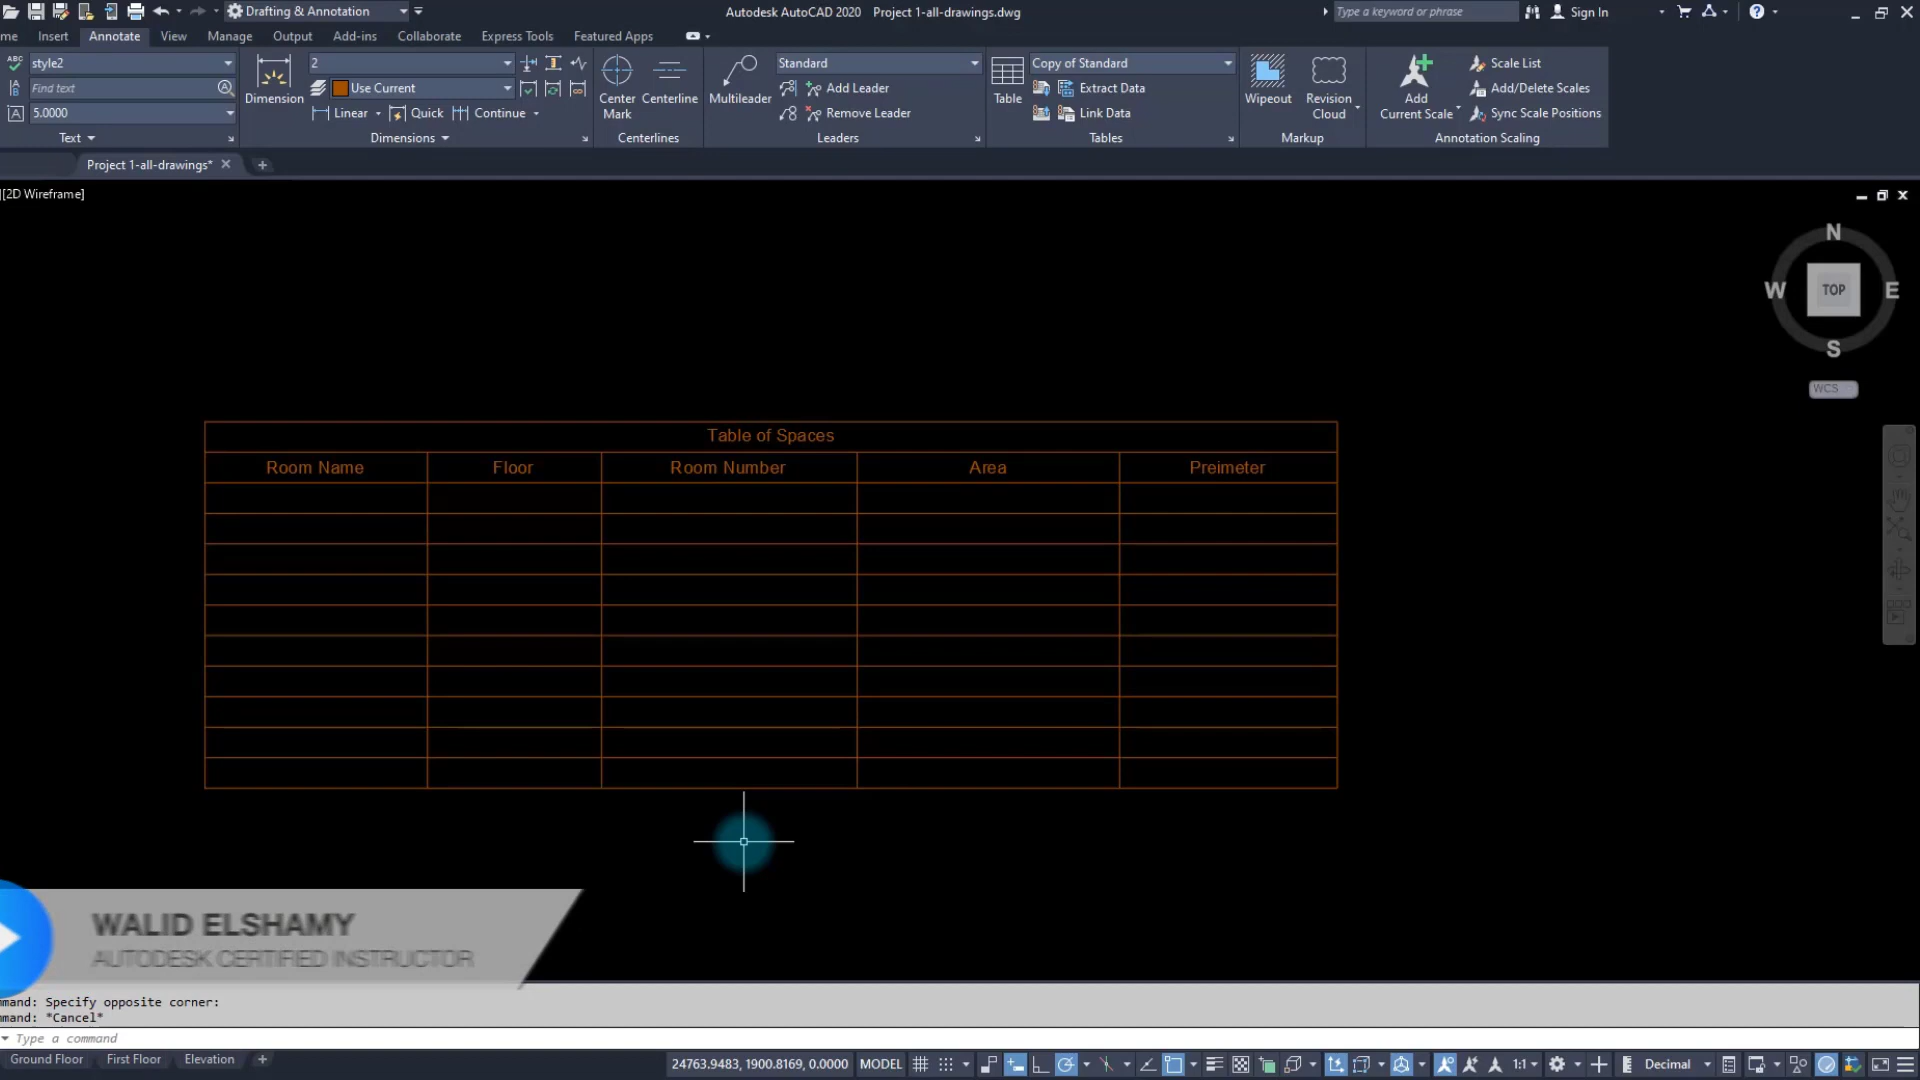 Drafting & Annotation
Autodesk AutoCAD 2020 Project 1-all-drawings.dwg
Type a keyword or phrase
Sign In
me Insert Annotate View Manage Output Add-ins Collaborate Express Tools Featured Apps
ABC style2
Find text
5.0000
Text
Dimension
2
Use Current
Linear Quick Continue
Dimensions
Center Mark
Centerline
Centerlines
Multileader
Standard
Add Leader
Remove Leader
Leaders
Table
Copy of Standard
Extract Data
Link Data
Tables
Wipeout
Revision Cloud
Markup
Add Current Scale
Scale List
Add/Delete Scales
Sync Scale Positions
Annotation Scaling
Project 1-all-drawings*
][2D Wireframe]
N
W TOP E
S
WCS
Table of Spaces
Room Name Floor Room Number Area Preimeter
WALID ELSHAMY
AUTODESK CERTIFIED INSTRUCTOR
mmand: Specify opposite corner:
mmand: *Cancel*
Type a command
Ground Floor First Floor Elevation
24763.9483, 1900.8169, 0.0000 MODEL 1:1 Decimal